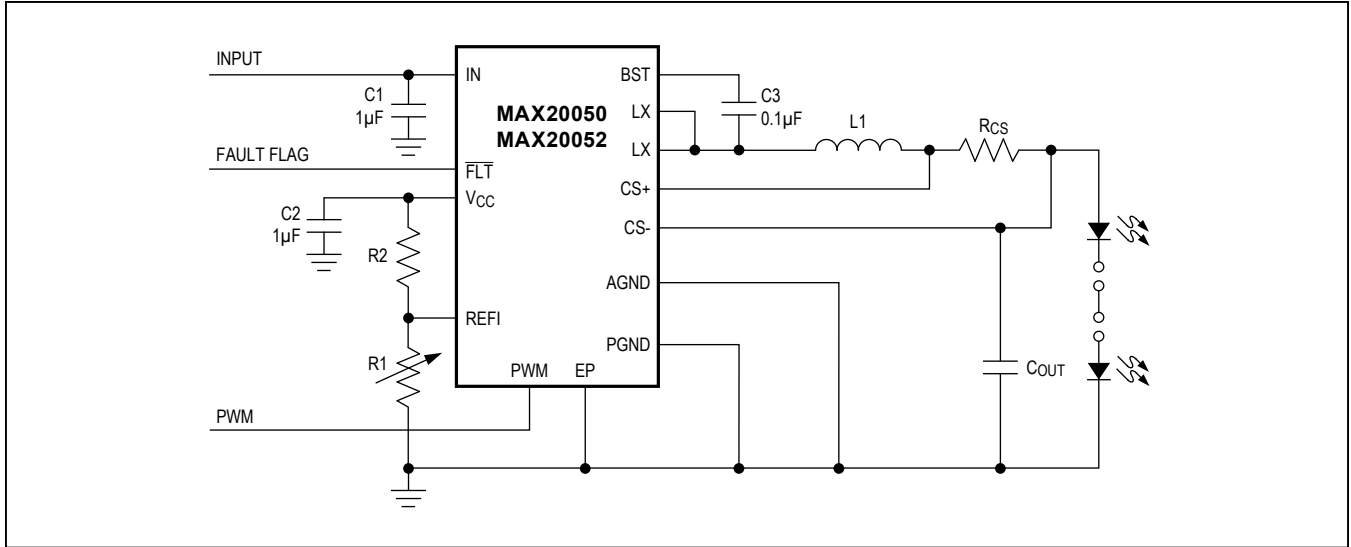 INPUT
C1
1µF
IN
MAX20050
MAX20052
BST
LX
LX
C3
0.1µF
L1
RCS
FAULT FLAG
FLT
VCC
CS+
CS-
C2
1µF
R2
AGND
REFI
PGND
R1
PWM
EP
COUT
PWM